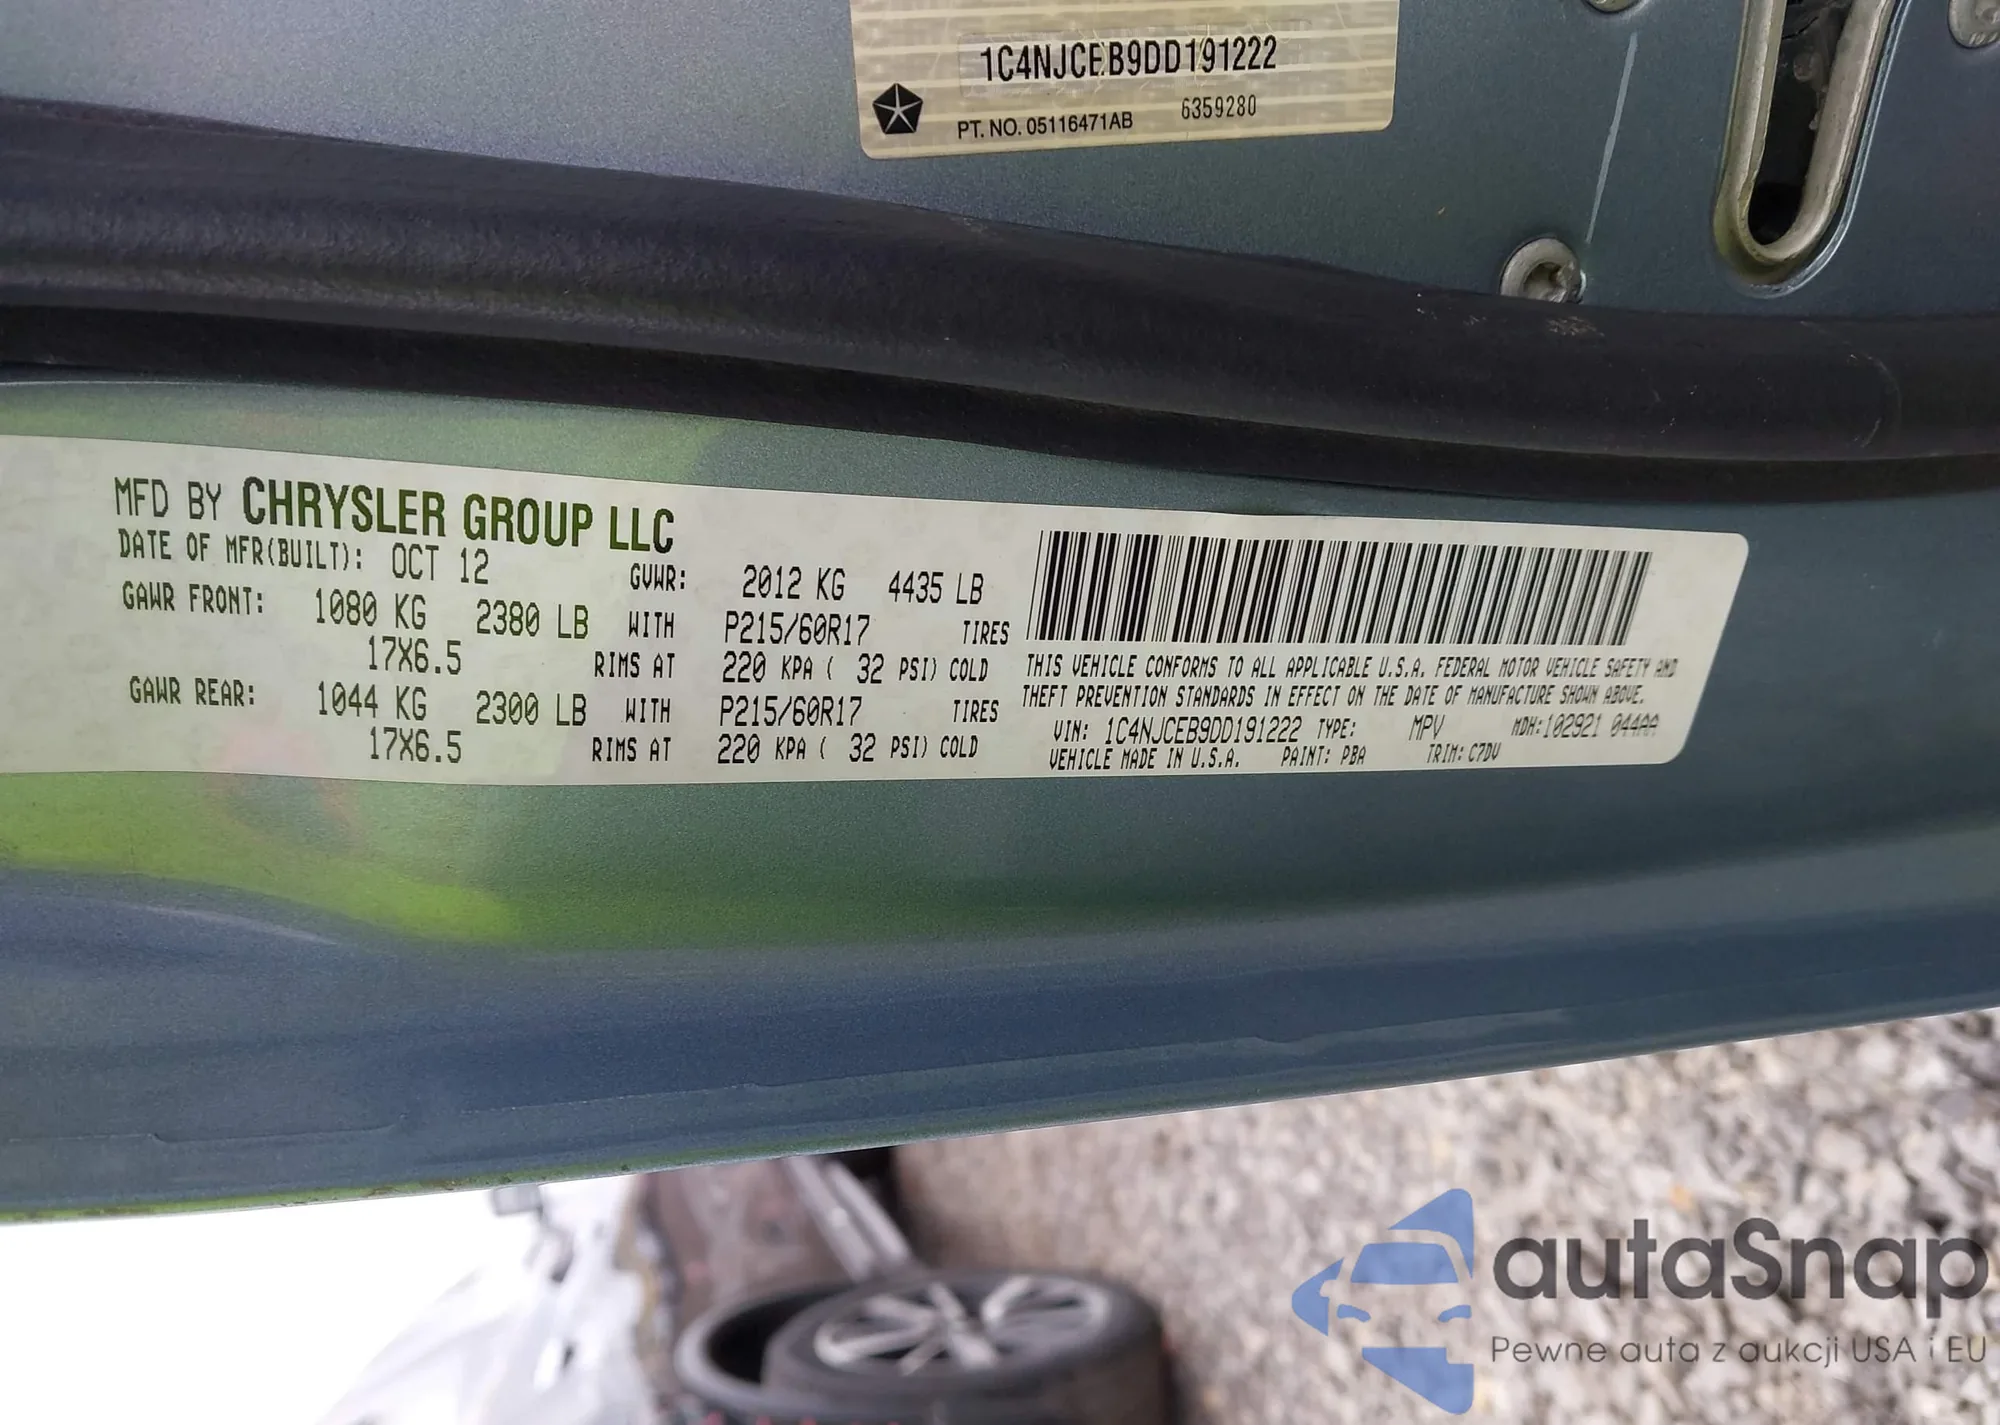 1C4NJCEB9DD191222
PT. NO. 05116471AB 6359280
MFD BY CHRYSLER GROUP LLC
DATE OF MFR(BUILT): OCT 12 GVWR: 2012 KG 4435 LB
GAWR FRONT: 1080 KG 2380 LB WITH P215/60R17 TIRES
17X6.5 RIMS AT 220 KPA ( 32 PSI) COLD
GAWR REAR: 1044 KG 2300 LB WITH P215/60R17 TIRES
17X6.5 RIMS AT 220 KPA ( 32 PSI) COLD
THIS VEHICLE CONFORMS TO ALL APPLICABLE U.S.A. FEDERAL MOTOR VEHICLE SAFETY AND
THEFT PREVENTION STANDARDS IN EFFECT ON THE DATE OF MANUFACTURE SHOWN ABOVE.
VIN: 1C4NJCEB9DD191222 TYPE: MPV MDH:102921 044AA
VEHICLE MADE IN U.S.A. PAINT: PBA TRIM: C7DV
autaSnap
Pewne auta z aukcji USA i EU